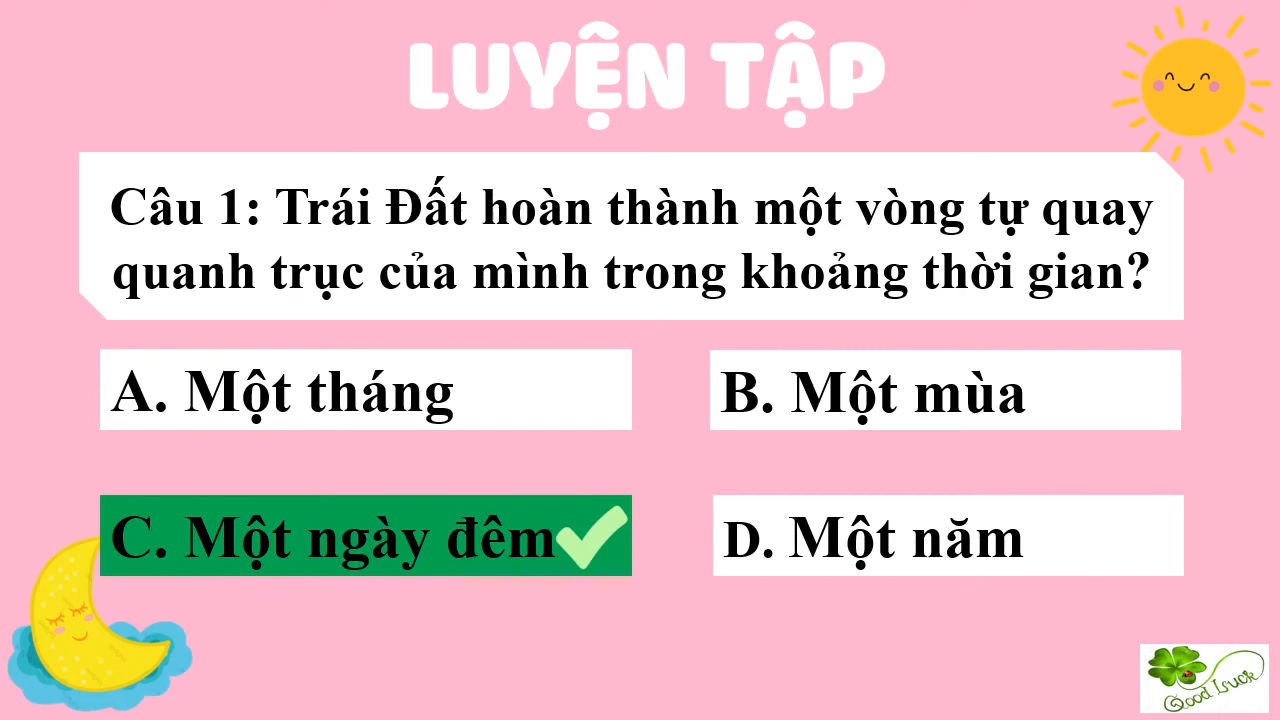 LUYỆN TẬP
Câu 1: Trái Đất hoàn thành một vòng tự quay
quanh trục của mình trong khoảng thời gian?
A. Một tháng
B. Một mùa
C. Một ngày đêm
D. Một năm
Good Luck